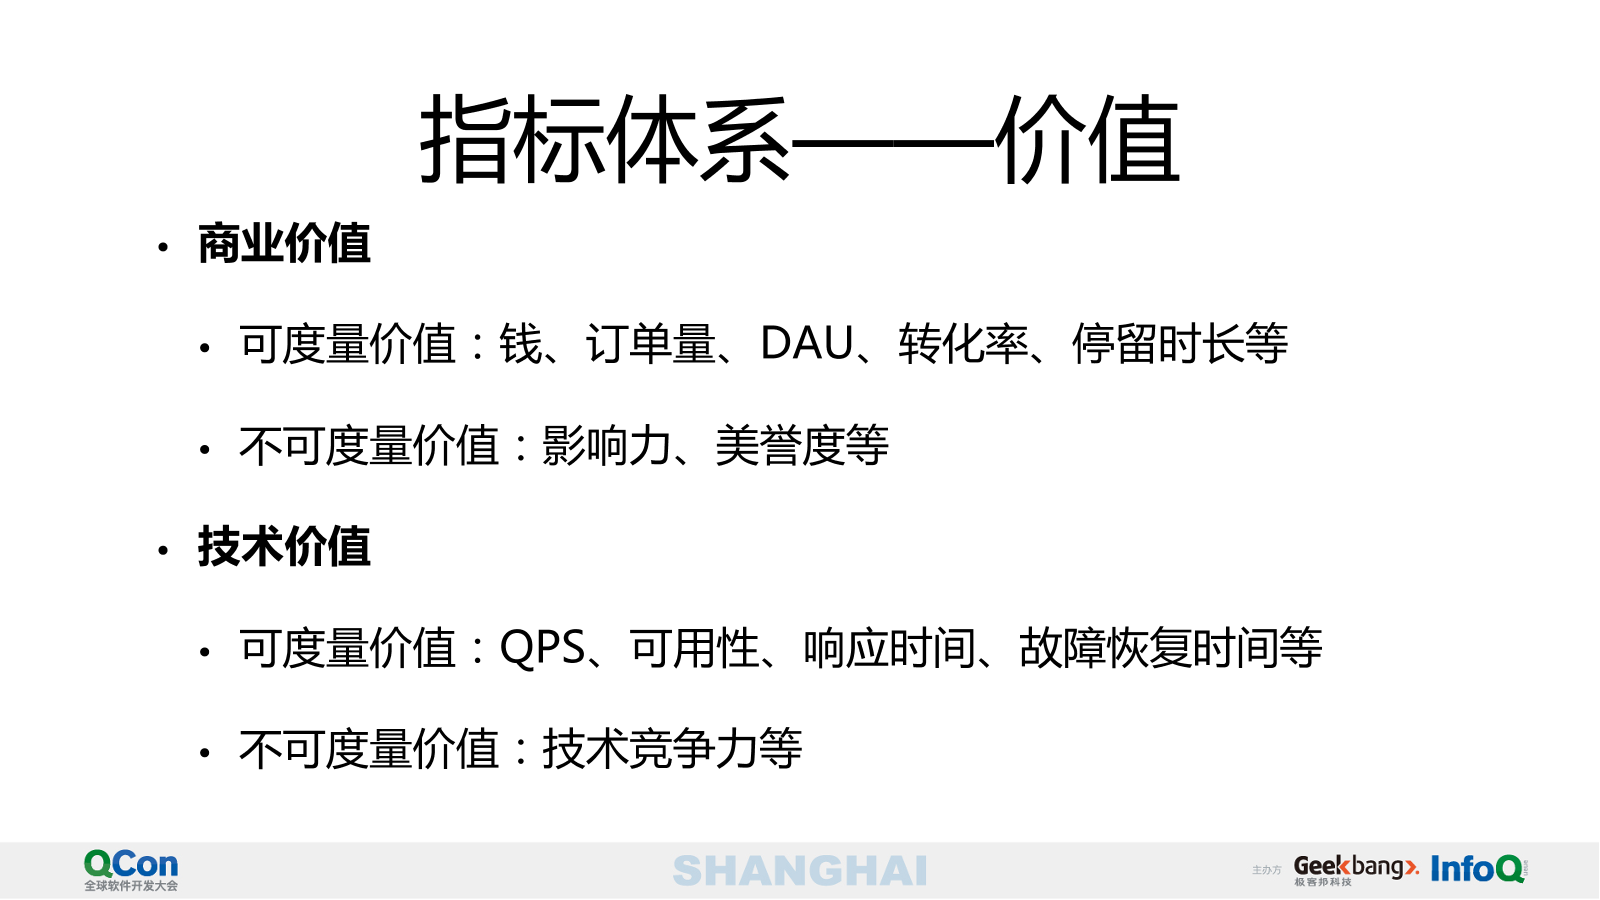 指标体系——价值
• 商业价值
• 可度量价值：钱、订单量、DAU、转化率、停留时长等
• 不可度量价值：影响力、美誉度等
• 技术价值
• 可度量价值：QPS、可用性、响应时间、故障恢复时间等
• 不可度量价值：技术竞争力等
QCon
全球软件开发大会
SHANGHAI
主办方
Geekbang>.
极客邦科技
InfoQ